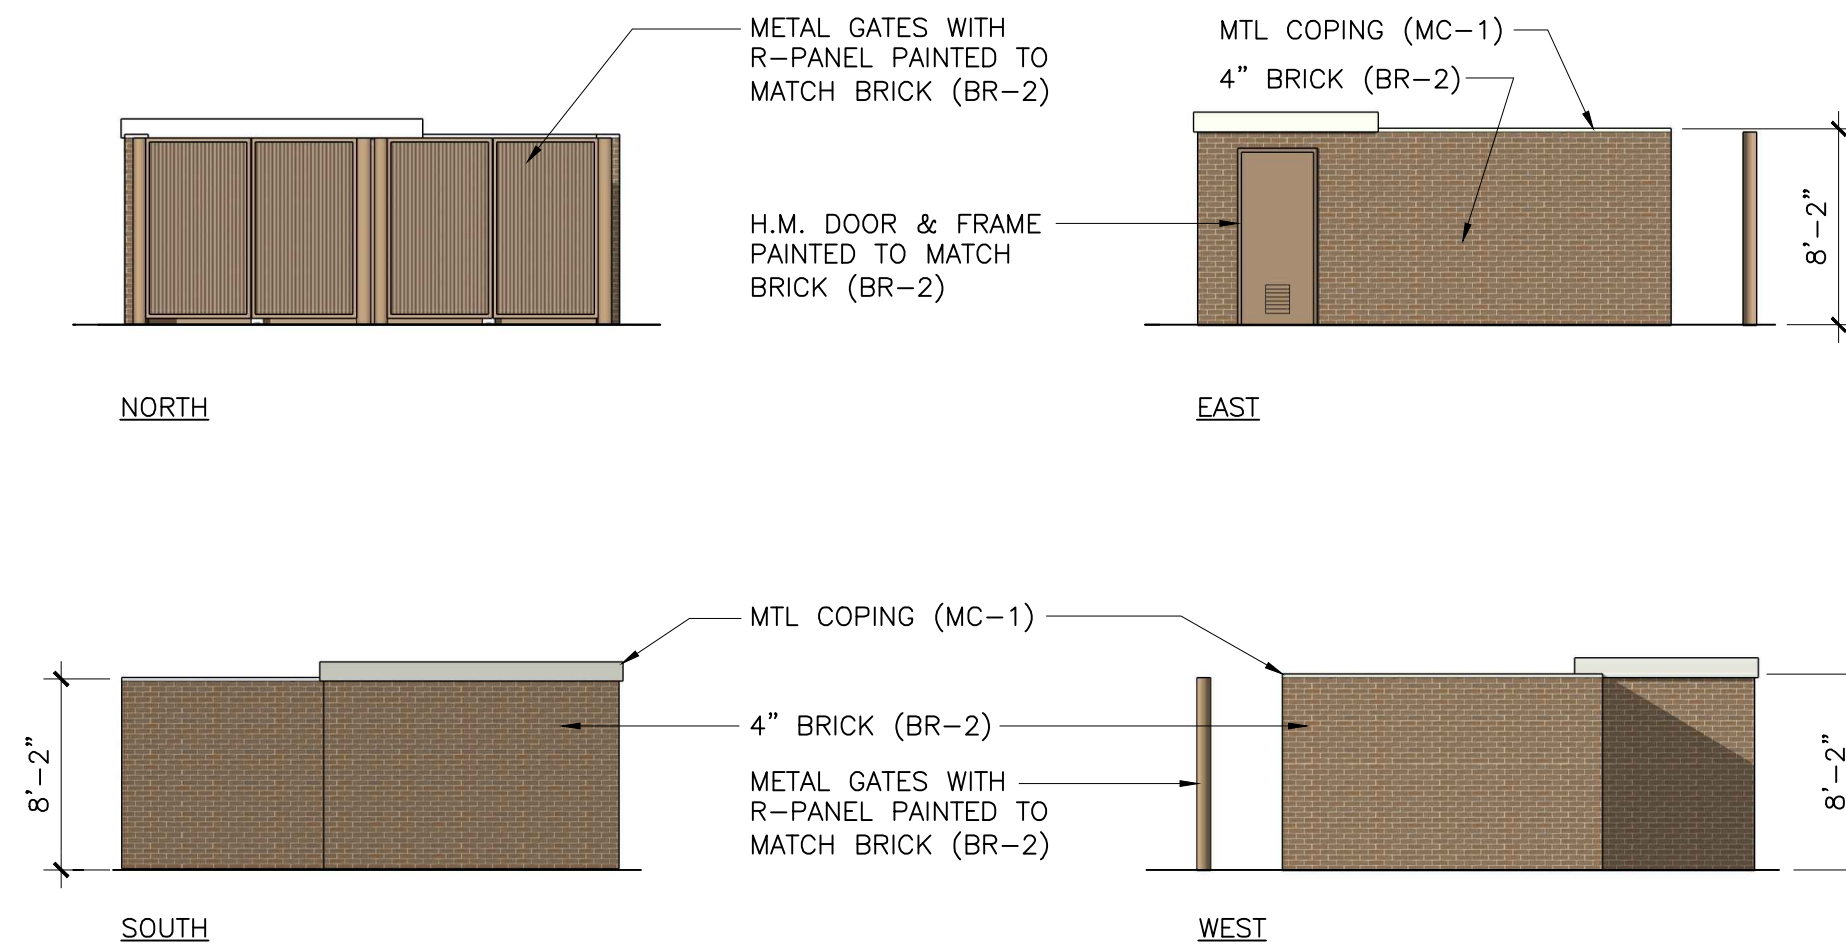 METAL GATES WITH
R-PANEL PAINTED TO
MATCH BRICK (BR-2)
MTL COPING (MC-1)
4" BRICK (BR-2)
H.M. DOOR & FRAME
PAINTED TO MATCH
BRICK (BR-2)
8'-2"
NORTH
EAST
MTL COPING (MC-1)
4" BRICK (BR-2)
METAL GATES WITH
R-PANEL PAINTED TO
MATCH BRICK (BR-2)
8'-2"
8'-2"
SOUTH
WEST